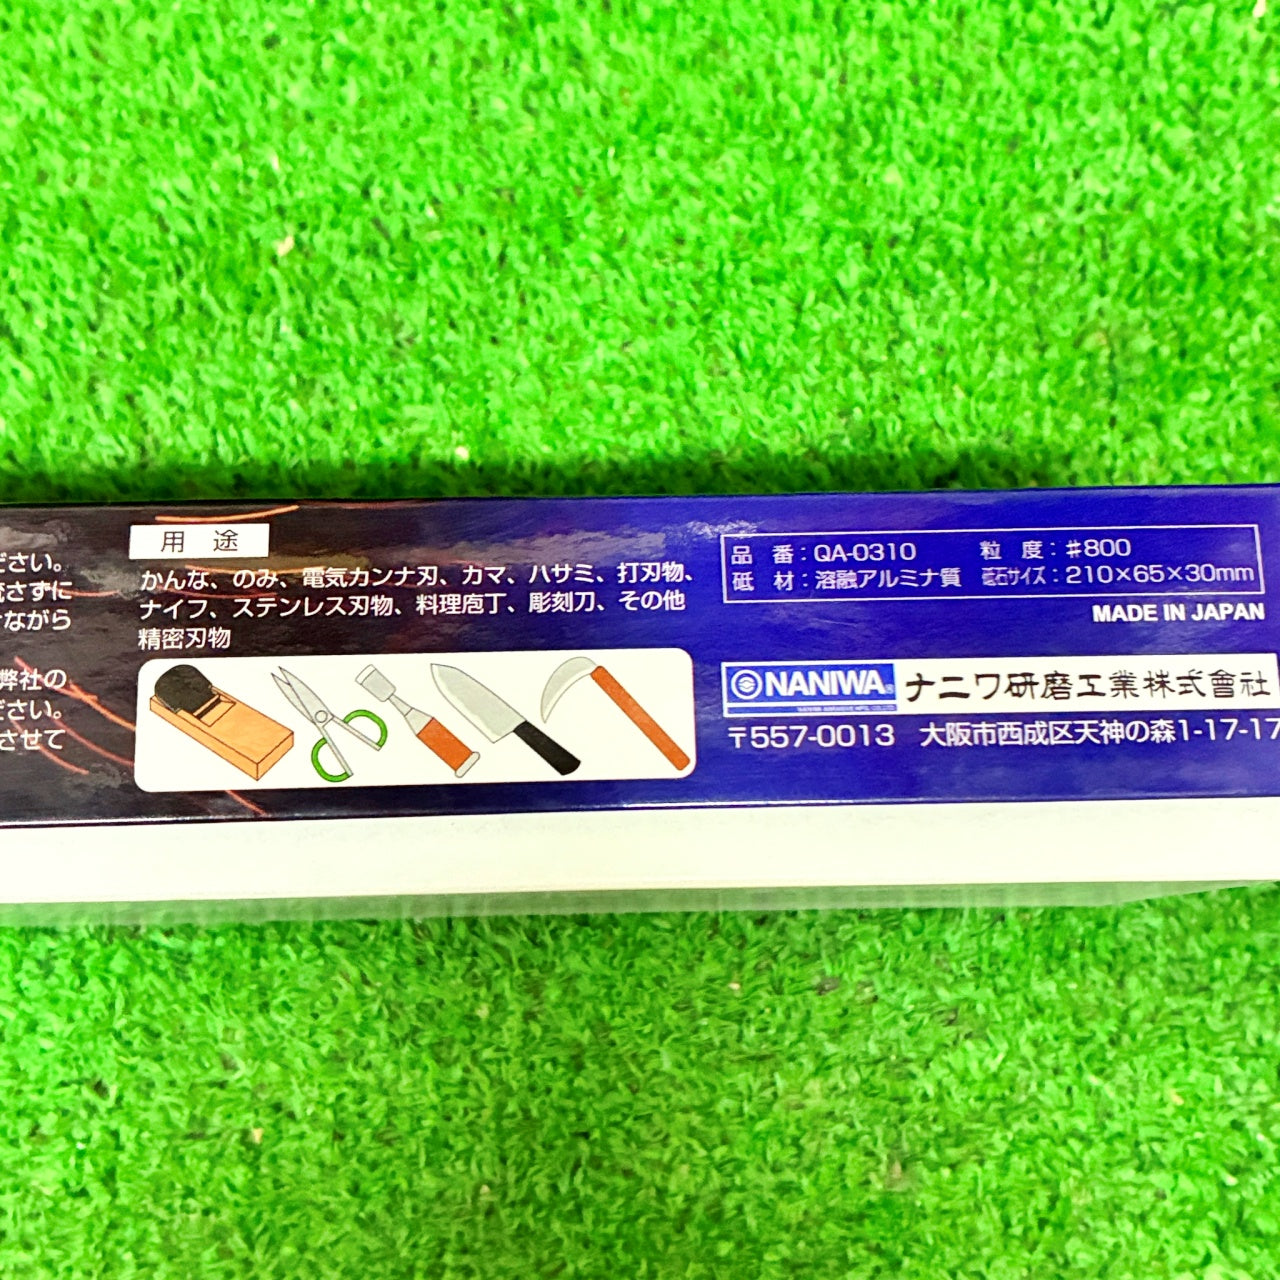 ださい。
流さずに
ながら
弊社の
ださい。
させて
用 途
かんな、のみ、電気カンナ刃、カマ、ハサミ、打刃物、
ナイフ、ステンレス刃物、料理庖丁、彫刻刀、その他
精密刃物
品 番：QA-0310 粒 度：#800
砥 材：溶融アルミナ質 砥石サイズ：210×65×30mm
MADE IN JAPAN
NANIWA® ナニワ研磨工業株式會社
〒557-0013 大阪市西成区天神の森1-17-17